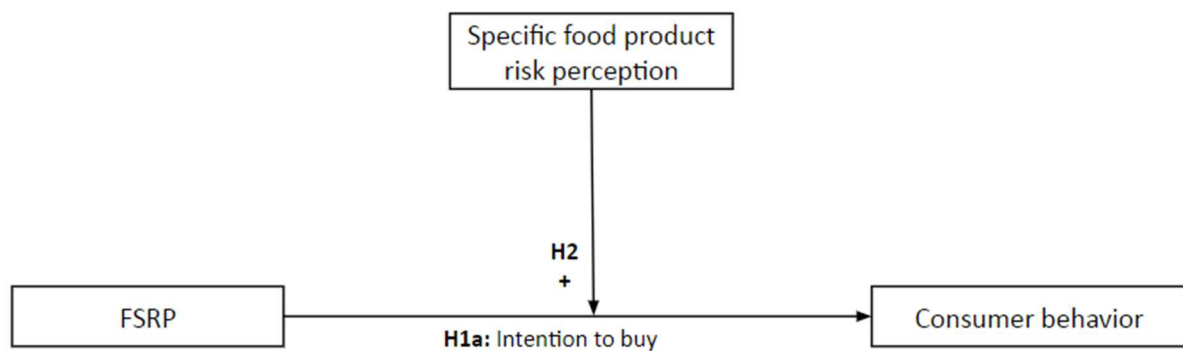 Specific food product
risk perception
H2
+
FSRP
Consumer behavior
H1a: Intention to buy